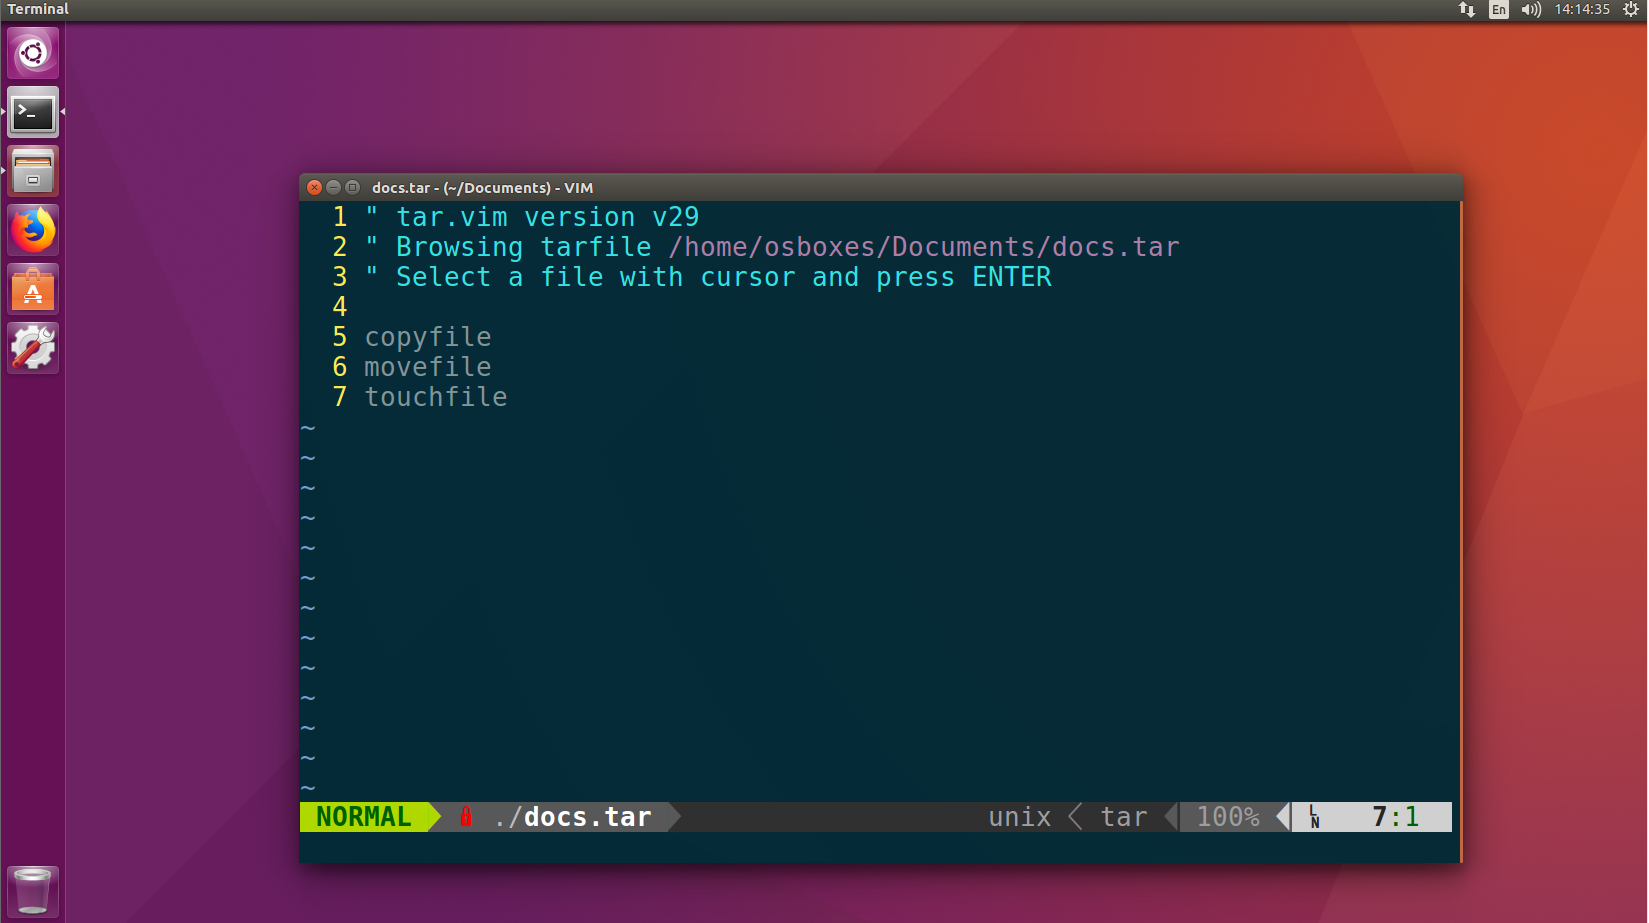 Terminal
En
14:14:35
docs.tar - (~/Documents) - VIM
1 " tar.vim version v29
2 " Browsing tarfile /home/osboxes/Documents/docs.tar
3 " Select a file with cursor and press ENTER
4
5 copyfile
6 movefile
7 touchfile
~
~
~
~
~
~
~
~
~
~
~
~
~
NORMAL ./docs.tar unix tar 100% LN 7:1